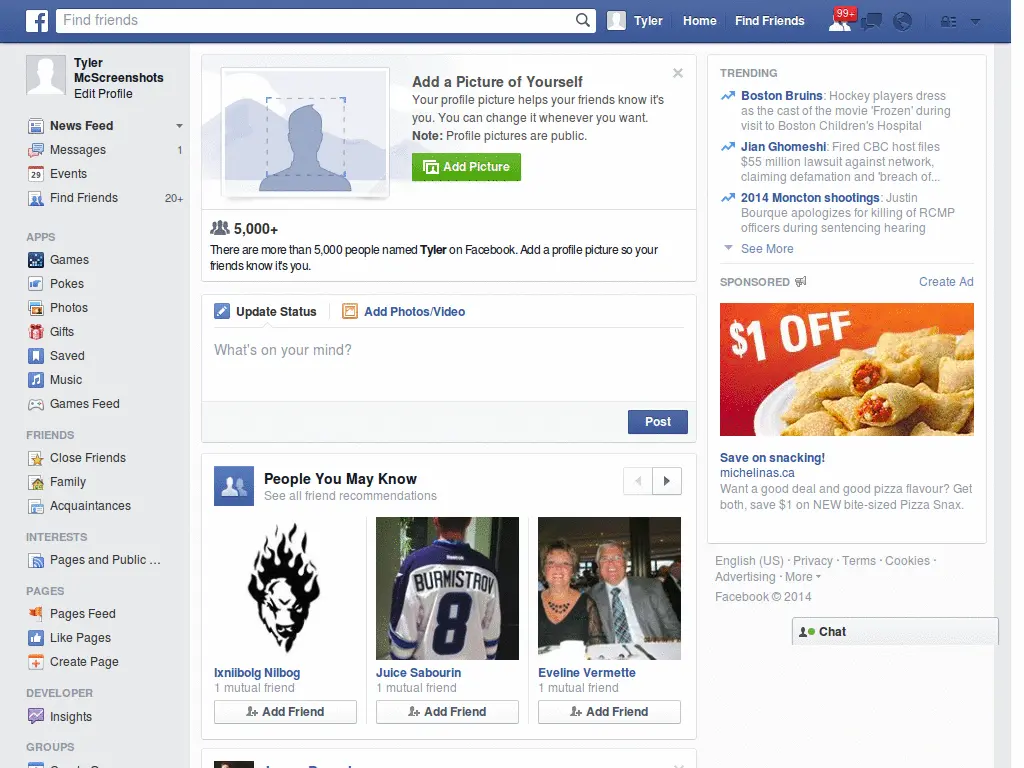 f
Find friends
Tyler
Home
Find Friends
99+
Tyler
McScreenshots
Edit Profile
News Feed
Messages 1
29 Events
Find Friends 20+
APPS
Games
Pokes
Photos
Gifts
Saved
Music
Games Feed
FRIENDS
Close Friends
Family
Acquaintances
INTERESTS
Pages and Public ...
PAGES
Pages Feed
Like Pages
Create Page
DEVELOPER
Insights
GROUPS
Add a Picture of Yourself
Your profile picture helps your friends know it's
you. You can change it whenever you want.
Note: Profile pictures are public.
Add Picture
5,000+
There are more than 5,000 people named Tyler on Facebook. Add a profile picture so your
friends know it's you.
Update Status
Add Photos/Video
What's on your mind?
Post
People You May Know
See all friend recommendations
Reebok
BURMISTROV
8
Ixniibolg Nilbog
1 mutual friend
Add Friend
Juice Sabourin
1 mutual friend
Add Friend
Eveline Vermette
1 mutual friend
Add Friend
TRENDING
Boston Bruins: Hockey players dress
as the cast of the movie 'Frozen' during
visit to Boston Children's Hospital
Jian Ghomeshi: Fired CBC host files
$55 million lawsuit against network,
claiming defamation and 'breach of...
2014 Moncton shootings: Justin
Bourque apologizes for killing of RCMP
officers during sentencing hearing
See More
SPONSORED
Create Ad
$1 OFF
Save on snacking!
michelinas.ca
Want a good deal and good pizza flavour? Get
both, save $1 on NEW bite-sized Pizza Snax.
English (US) · Privacy · Terms · Cookies ·
Advertising · More
Facebook © 2014
Chat